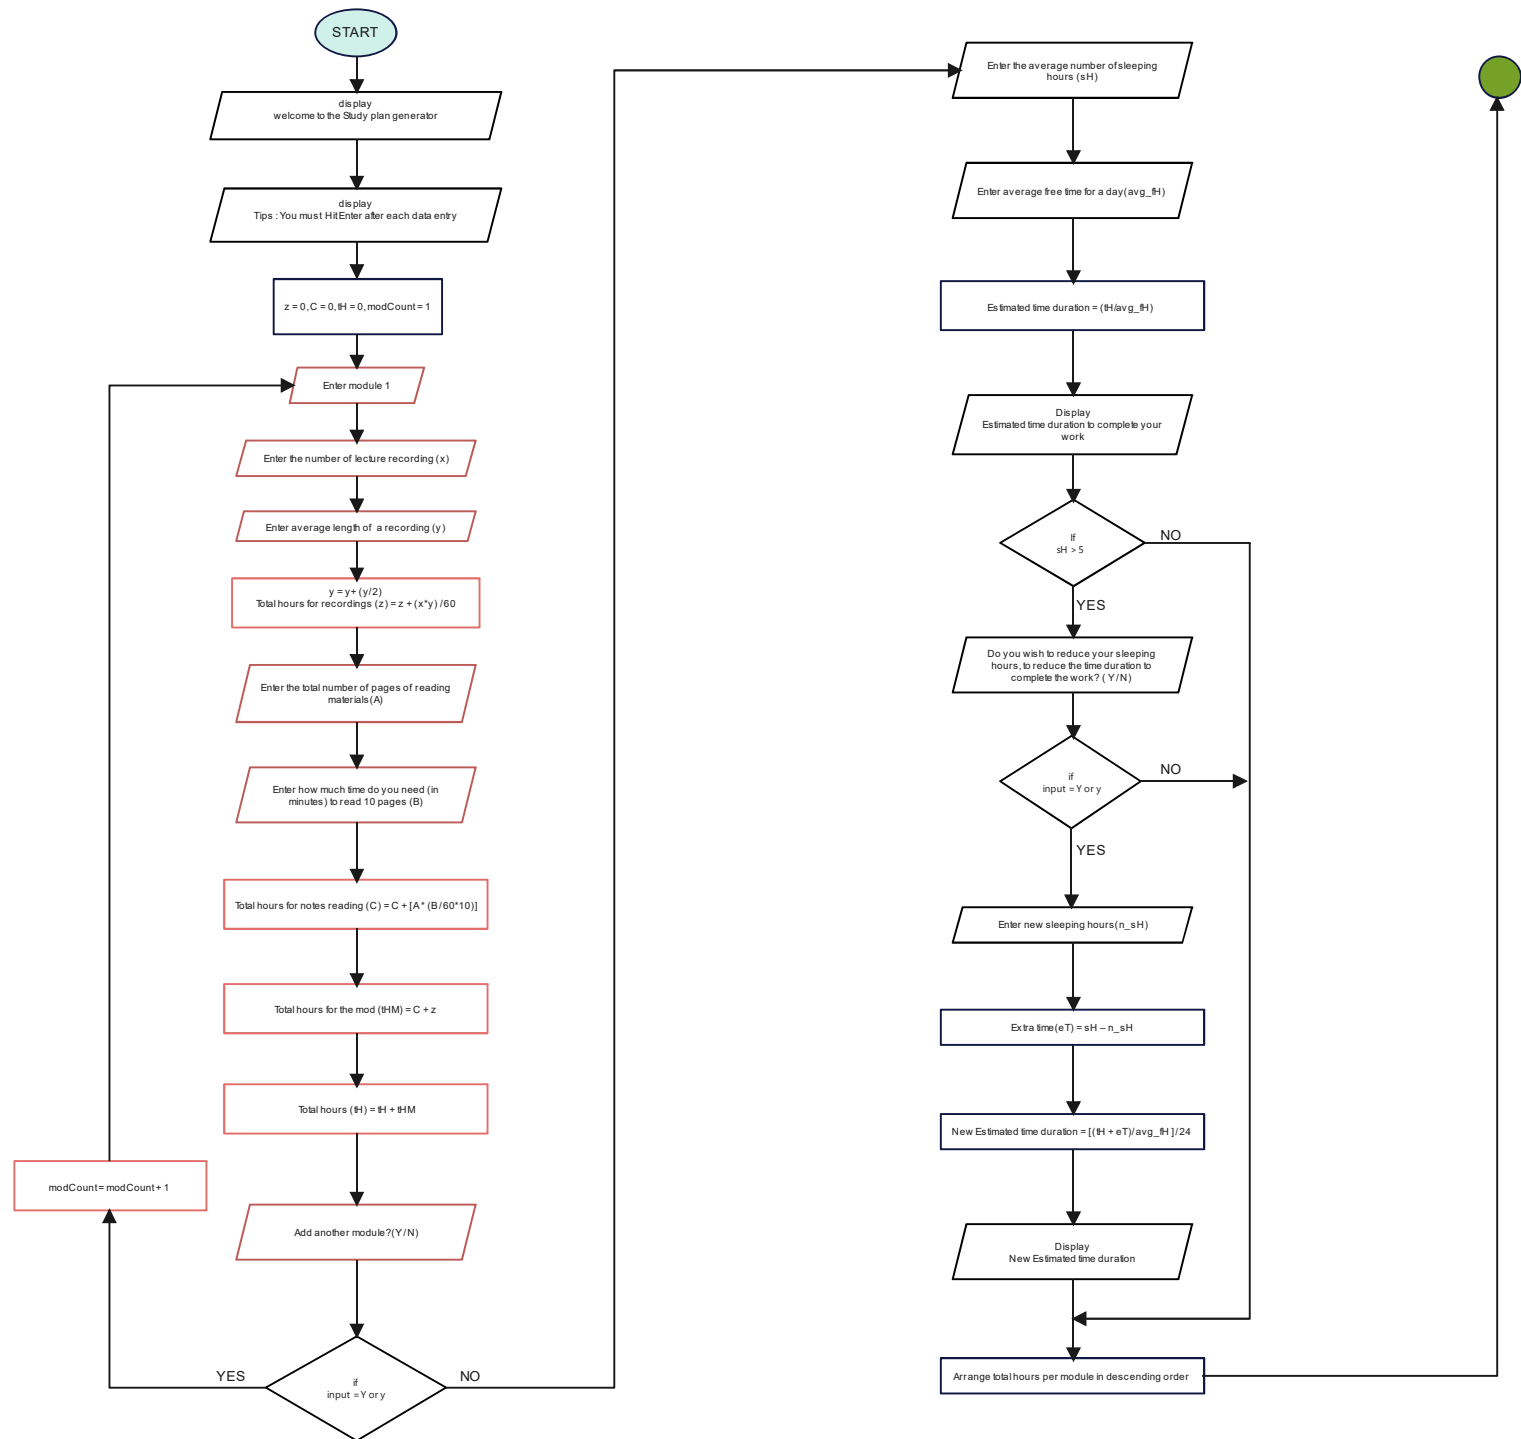 START
display
welcome to the Study plan generator
display
Tips : You must Hit Enter after each data entry
z = 0, C = 0, tH = 0, modCount = 1
Enter module 1
Enter the number of lecture recording (x)
Enter average length of a recording (y)
y = y+ (y/2)
Total hours for recordings (z) = z + (x*y) /60
Enter the total number of pages of reading
materials(A)
Enter how much time do you need (in
minutes) to read 10 pages (B)
Total hours for notes reading (C) = C + [A* (B/60*10)]
Total hours for the mod (tHM) = C + z
Total hours (tH) = tH + tHM
modCount = modCount + 1
Add another module?(Y/N)
YES
if
input = Y or y
NO
Enter the average number of sleeping
hours (sH)
Enter average free time for a day(avg_fH)
Estimated time duration = (tH/avg_fH)
Display
Estimated time duration to complete your
work
If
sH > 5
NO
YES
Do you wish to reduce your sleeping
hours, to reduce the time duration to
complete the work? ( Y/N)
if
input = Y or y
NO
YES
Enter new sleeping hours(n_sH)
Extra time(eT) = sH – n_sH
New Estimated time duration = [(tH + eT)/avg_fH]/24
Display
New Estimated time duration
Arrange total hours per module in descending order